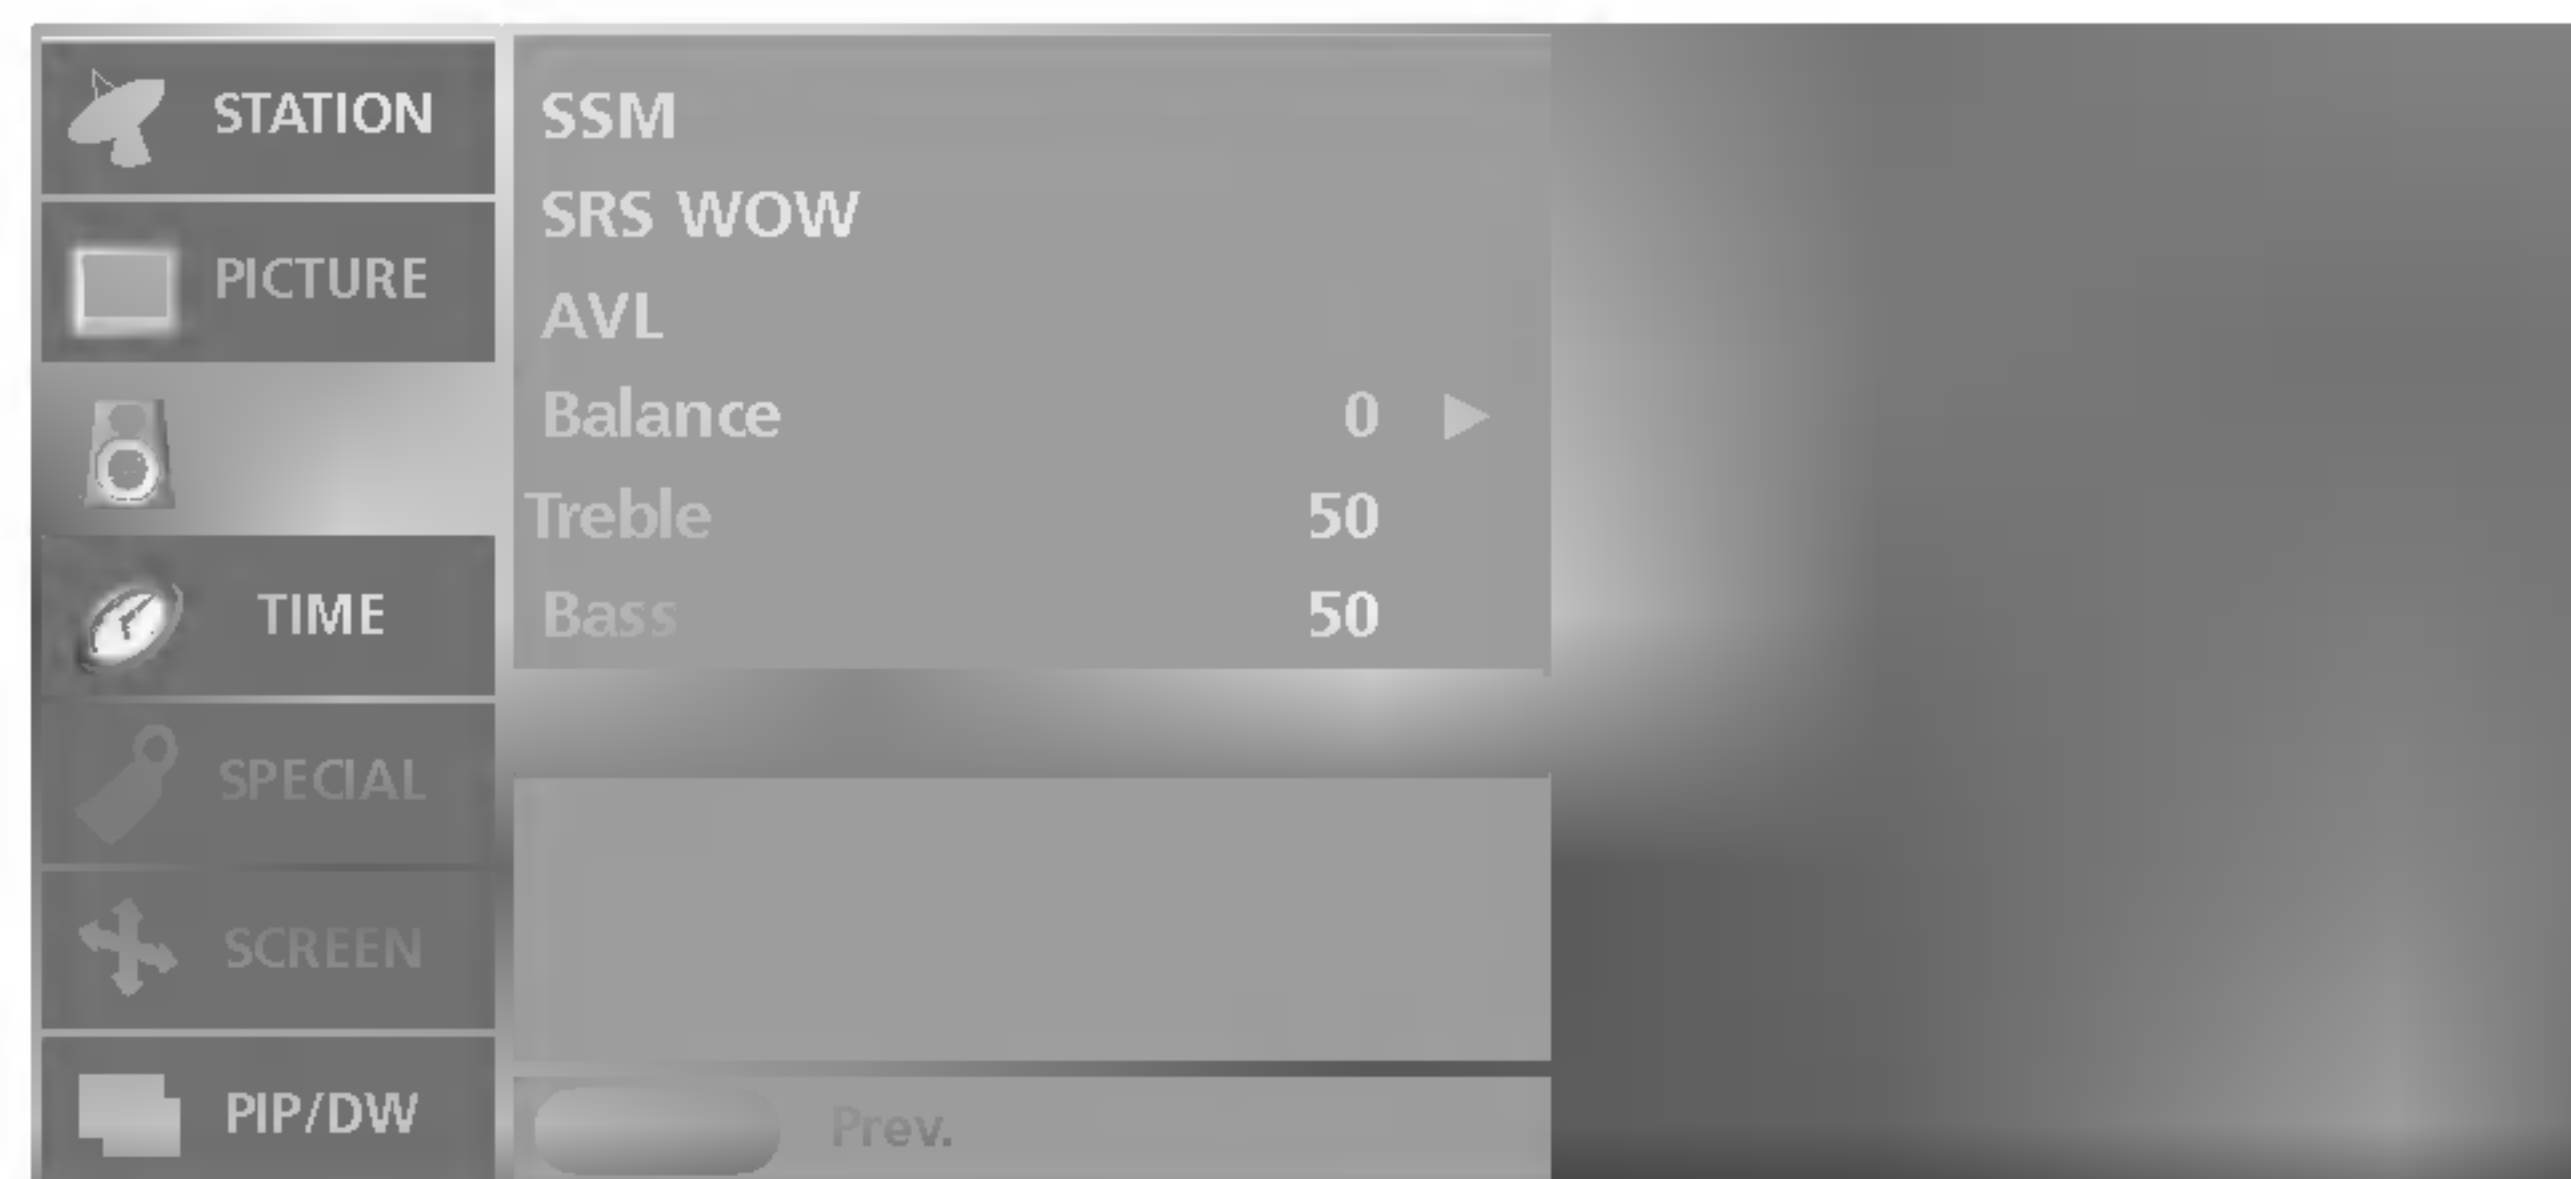 STATION
PICTURE
TIME
SPECIAL
SCREEN
PIP/DW
SSM
SRS WOW
AVL
Balance 0 ▶
Treble 50
Bass 50
Prev.